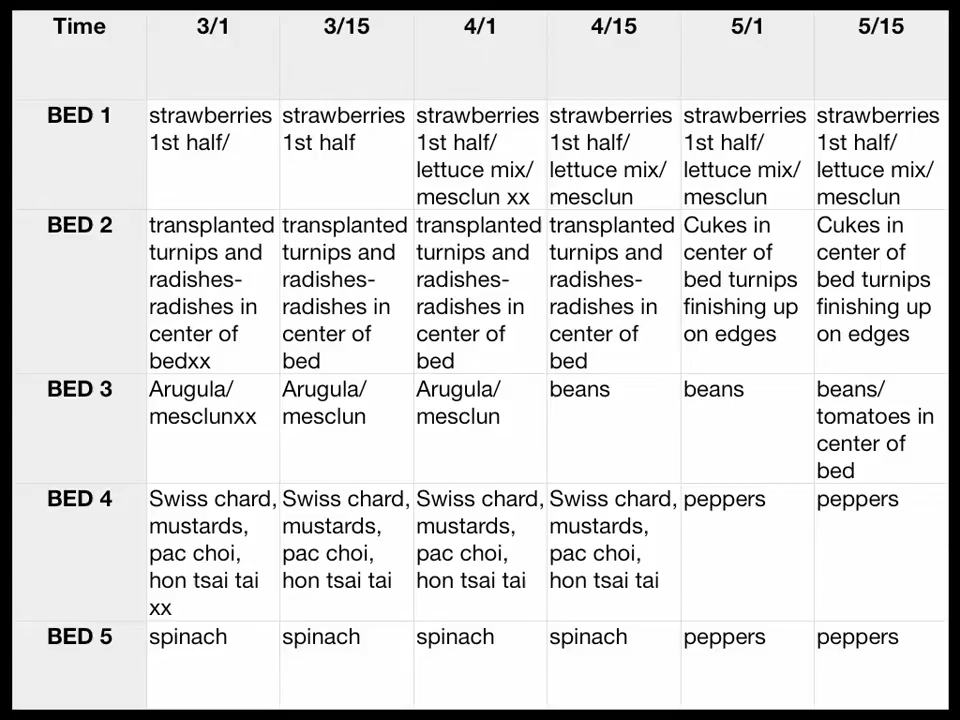 Time 3/1 3/15 4/1 4/15 5/1 5/15
BED 1 strawberries strawberries strawberries strawberries strawberries strawberries
1st half/ 1st half 1st half/ 1st half/ 1st half/ 1st half/
lettuce mix/ lettuce mix/ lettuce mix/ lettuce mix/
mesclun xx mesclun mesclun mesclun
BED 2 transplanted transplanted transplanted transplanted Cukes in Cukes in
turnips and turnips and turnips and turnips and center of center of
radishes- radishes- radishes- radishes- bed turnips bed turnips
radishes in radishes in radishes in radishes in finishing up finishing up
center of center of center of center of on edges on edges
bedxx bed bed bed
BED 3 Arugula/ Arugula/ Arugula/ beans beans beans/
mesclunxx mesclun mesclun tomatoes in
center of
bed
BED 4 Swiss chard, Swiss chard, Swiss chard, Swiss chard, peppers peppers
mustards, mustards, mustards, mustards,
pac choi, pac choi, pac choi, pac choi,
hon tsai tai hon tsai tai hon tsai tai hon tsai tai
xx
BED 5 spinach spinach spinach spinach peppers peppers